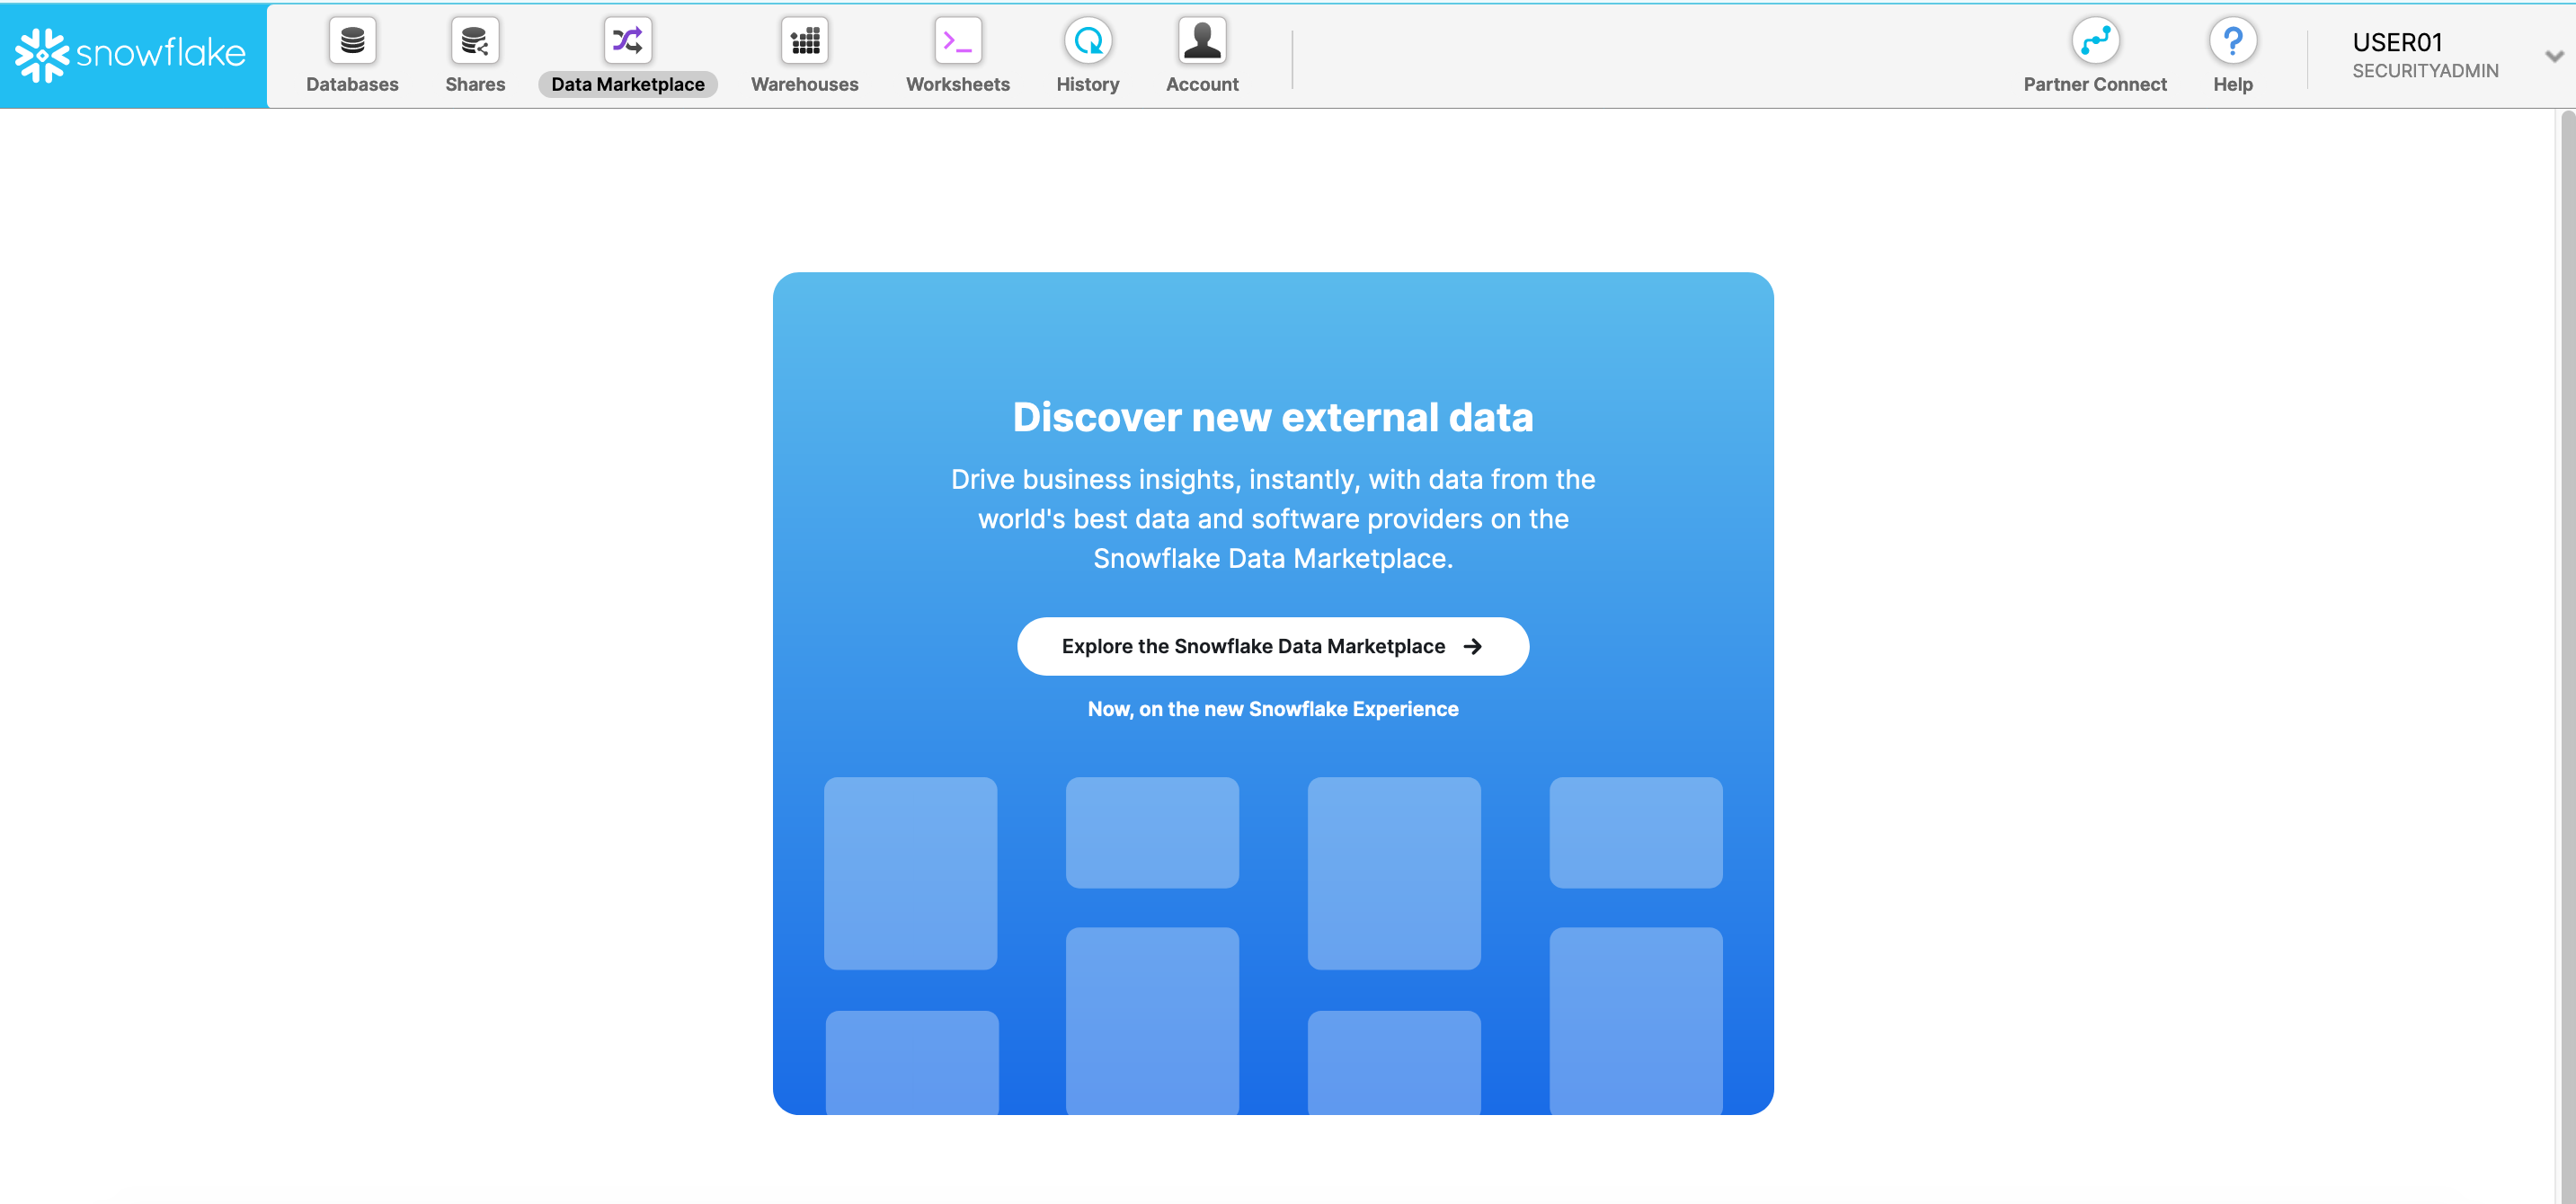 snowflake
Databases
Shares
Data Marketplace
Warehouses
Worksheets
History
Account
Partner Connect
Help
USER01
SECURITYADMIN
Discover new external data
Drive business insights, instantly, with data from the
world's best data and software providers on the
Snowflake Data Marketplace.
Explore the Snowflake Data Marketplace →
Now, on the new Snowflake Experience